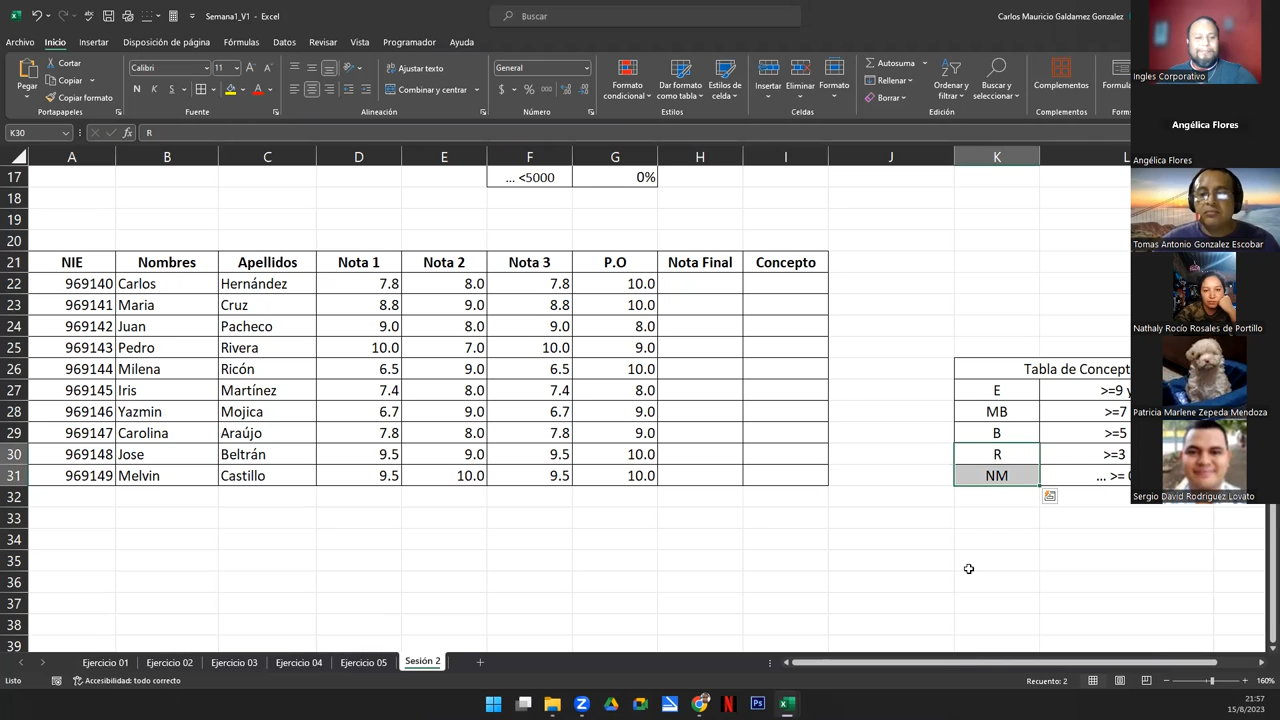 Semana1_V1 - Excel
Buscar
Carlos Mauricio Galdamez Gonzalez
Archivo Inicio Insertar Disposición de página Fórmulas Datos Revisar Vista Programador Ayuda
Pegar
Cortar
Copiar
Copiar formato
Portapapeles
Calibri 11
N K S
Fuente
Ajustar texto
Combinar y centrar
Alineación
General
$ % 000
Número
Formato condicional
Dar formato como tabla
Estilos de celda
Estilos
Insertar Eliminar Formato
Celdas
Autosuma
Rellenar
Borrar
Ordenar y filtrar
Buscar y seleccionar
Edición
Complementos
Complementos
K30 fx R
A B C D E F G H I J K L
17 ... <5000 0%
18
19
20
21 NIE Nombres Apellidos Nota 1 Nota 2 Nota 3 P.O Nota Final Concepto
22 969140 Carlos Hernández 7.8 8.0 7.8 10.0
23 969141 Maria Cruz 8.8 9.0 8.8 10.0
24 969142 Juan Pacheco 9.0 8.0 9.0 8.0
25 969143 Pedro Rivera 10.0 7.0 10.0 9.0
26 969144 Milena Ricón 6.5 9.0 6.5 10.0 Tabla de Concept
27 969145 Iris Martínez 7.4 8.0 7.4 8.0 E >=9 y
28 969146 Yazmin Mojica 6.7 9.0 6.7 9.0 MB >=7
29 969147 Carolina Araújo 7.8 8.0 7.8 9.0 B >=5
30 969148 Jose Beltrán 9.5 9.0 9.5 10.0 R >=3
31 969149 Melvin Castillo 9.5 10.0 9.5 10.0 NM ... >= 0
32
33
34
35
36
37
38
39
Ingles Corporativo
Angélica Flores
Angélica Flores
Tomas Antonio Gonzalez Escobar
Nathaly Rocío Rosales de Portillo
Patricia Marlene Zepeda Mendoza
Sergio David Rodriguez Lovato
Ejercicio 01 Ejercicio 02 Ejercicio 03 Ejercicio 04 Ejercicio 05 Sesión 2
Listo Accesibilidad: todo correcto Recuento: 2 160%
21:57
15/8/2023